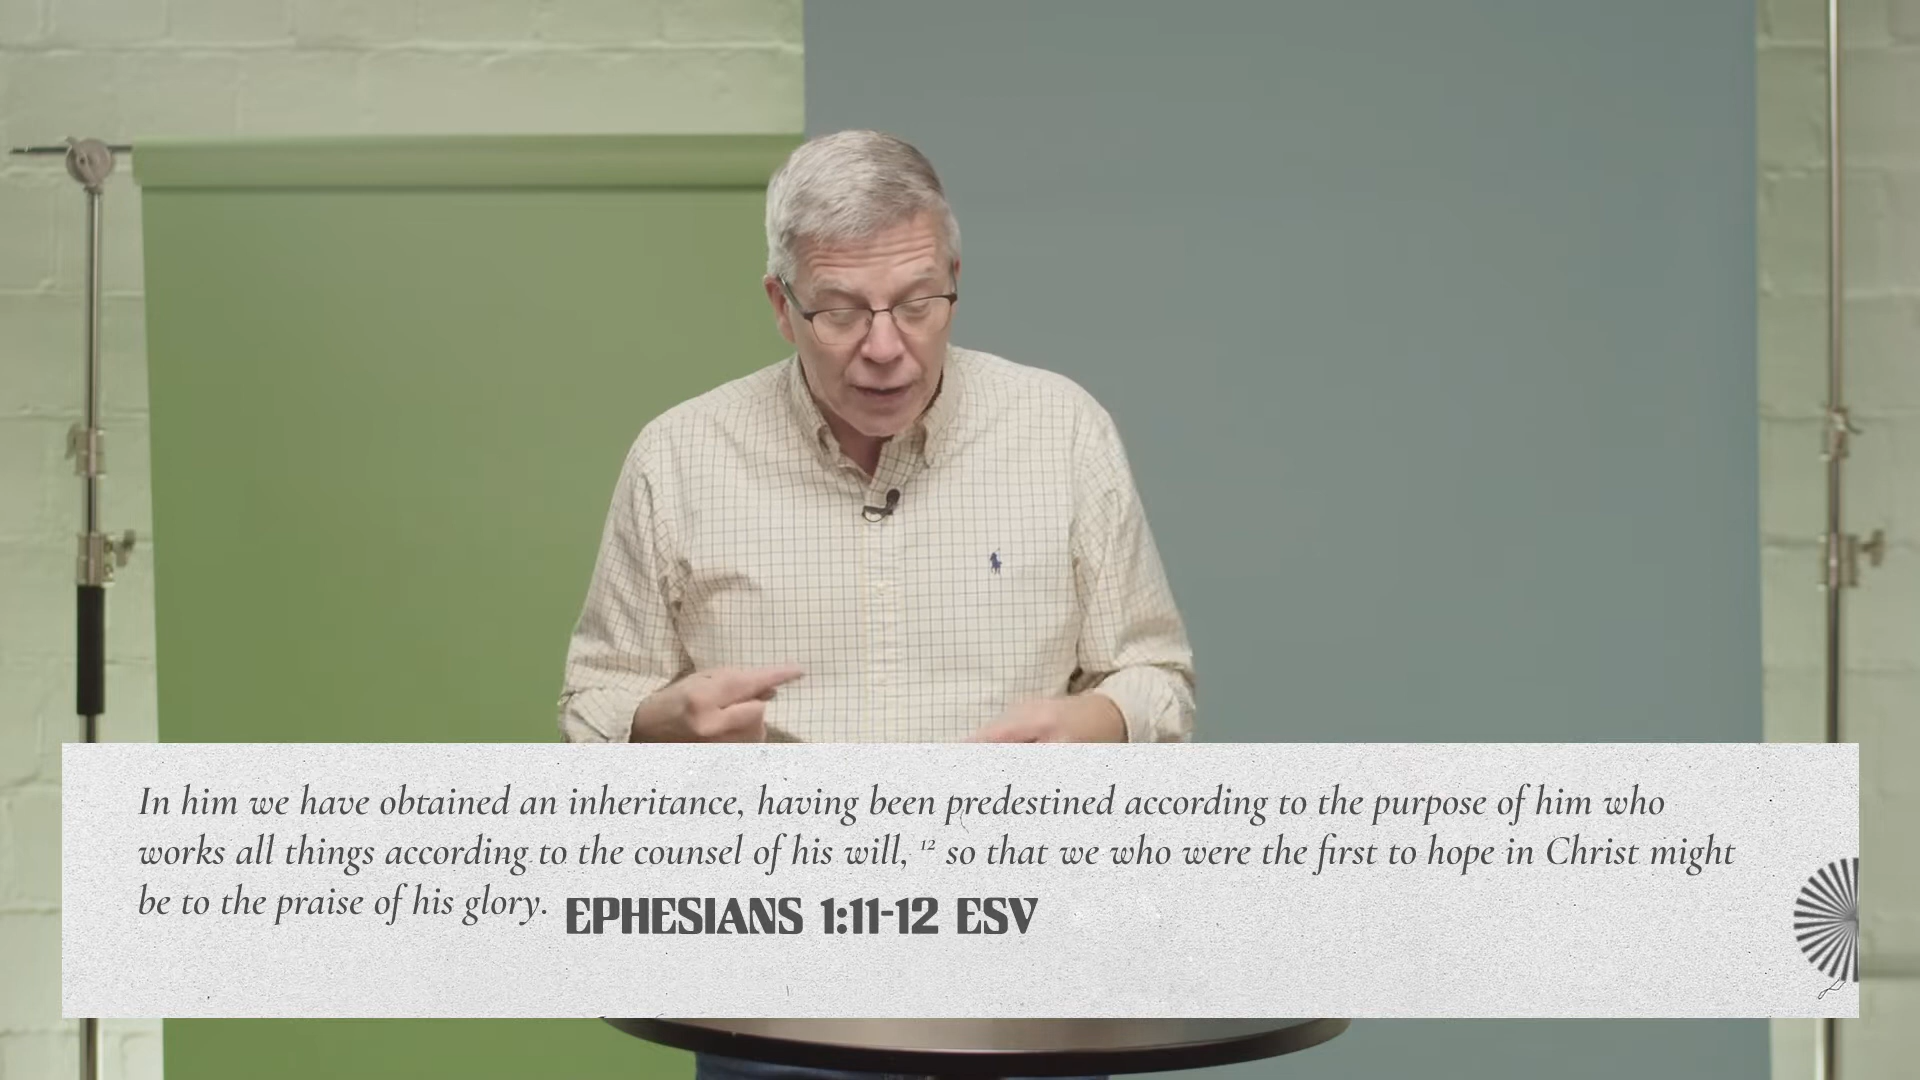 In him we have obtained an inheritance, having been predestined according to the purpose of him who
works all things according to the counsel of his will, ¹² so that we who were the first to hope in Christ might
be to the praise of his glory. EPHESIANS 1:11-12 ESV